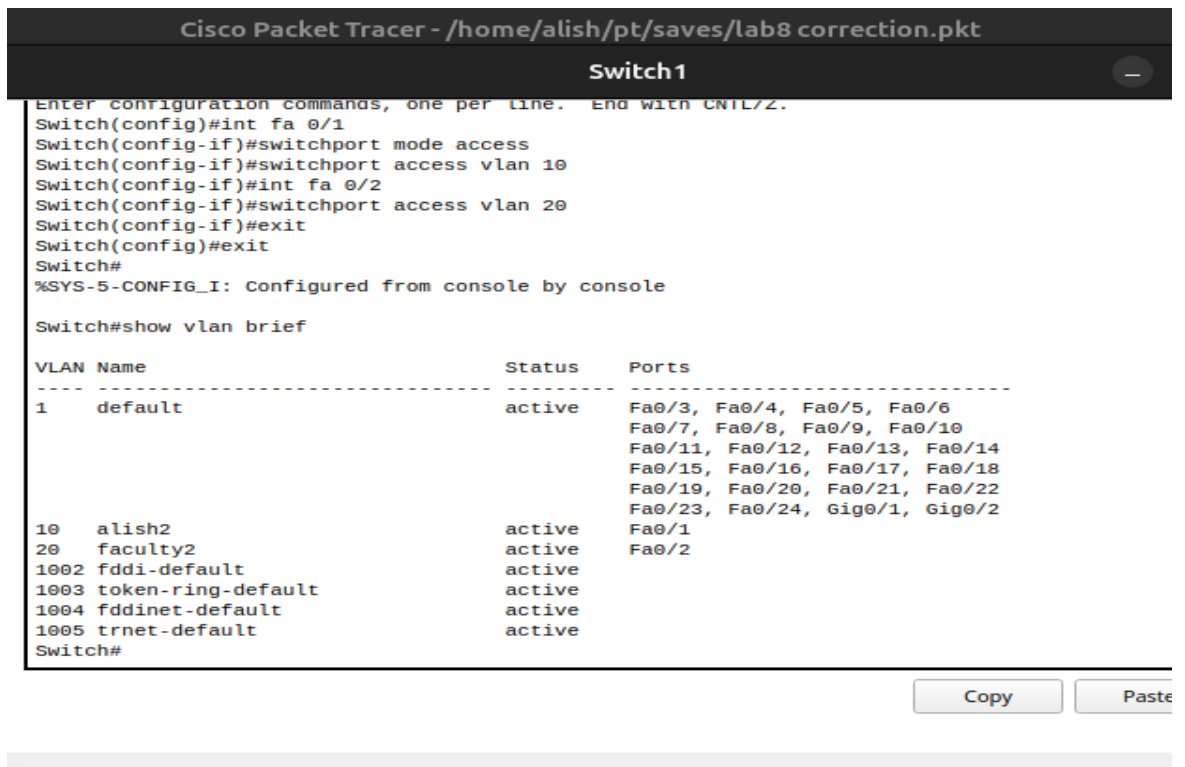 Cisco Packet Tracer - /home/alish/pt/saves/lab8 correction.pkt
Switch1
Enter configuration commands, one per line.  End with CNTL/Z.
Switch(config)#int fa 0/1
Switch(config-if)#switchport mode access
Switch(config-if)#switchport access vlan 10
Switch(config-if)#int fa 0/2
Switch(config-if)#switchport access vlan 20
Switch(config-if)#exit
Switch(config)#exit
Switch#
%SYS-5-CONFIG_I: Configured from console by console
Switch#show vlan brief
VLAN Name                             Status    Ports
---- -------------------------------- --------- -------------------------------
1    default                          active    Fa0/3, Fa0/4, Fa0/5, Fa0/6
                                                Fa0/7, Fa0/8, Fa0/9, Fa0/10
                                                Fa0/11, Fa0/12, Fa0/13, Fa0/14
                                                Fa0/15, Fa0/16, Fa0/17, Fa0/18
                                                Fa0/19, Fa0/20, Fa0/21, Fa0/22
                                                Fa0/23, Fa0/24, Gig0/1, Gig0/2
10   alish2                           active    Fa0/1
20   faculty2                         active    Fa0/2
1002 fddi-default                     active
1003 token-ring-default               active
1004 fddinet-default                  active
1005 trnet-default                    active
Switch#
Copy Paste